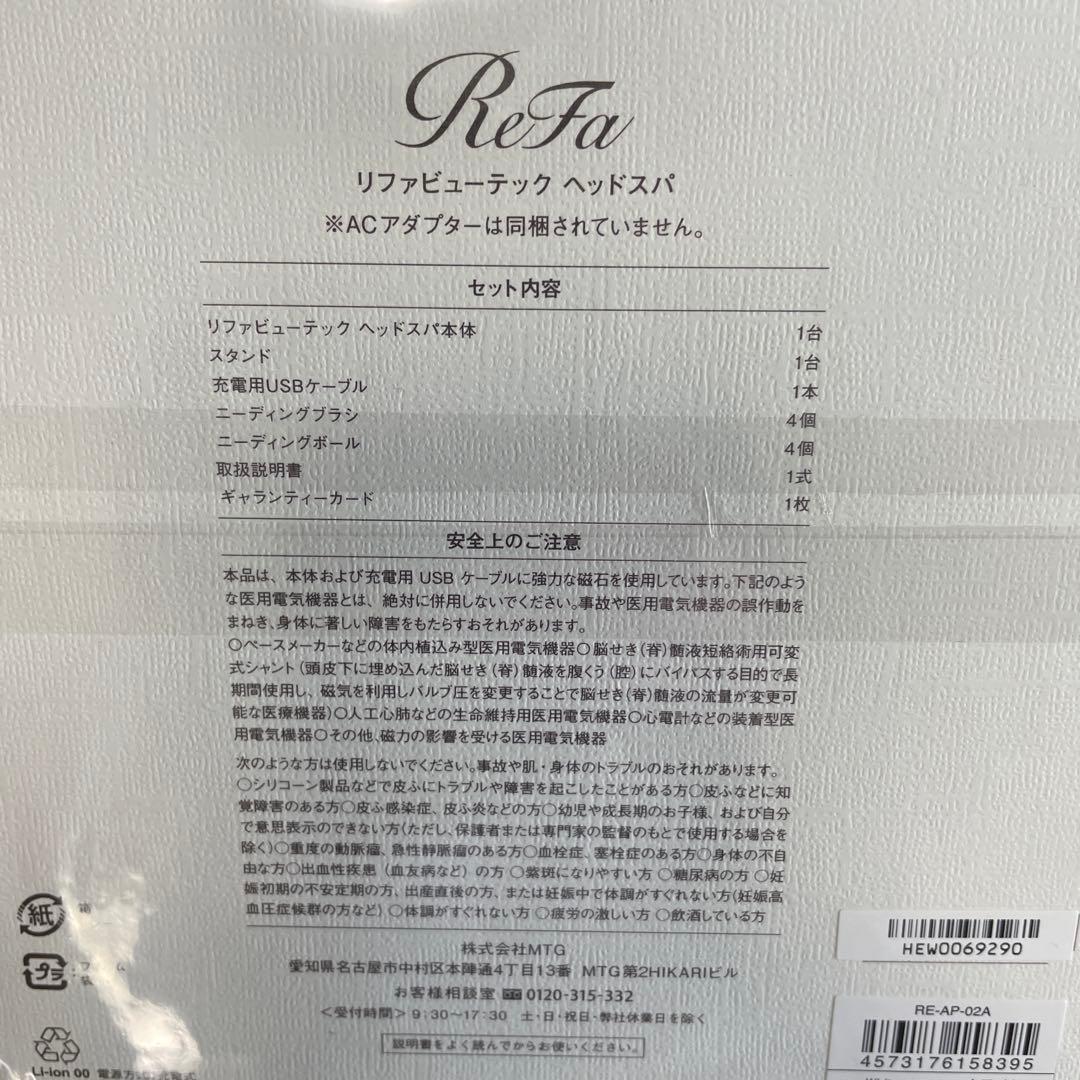 ReFa
リファビューテック ヘッドスパ
※ACアダプターは同梱されていません。
セット内容
リファビューテック ヘッドスパ本体 1台
スタンド 1台
充電用USBケーブル 1本
ニーディングブラシ 4個
ニーディングボール 4個
取扱説明書 1式
ギャランティーカード 1枚
安全上のご注意
本品は、本体および充電用 USB ケーブルに強力な磁石を使用しています。下記のよう
な医用電気機器とは、絶対に併用しないでください。事故や医用電気機器の誤作動を
まねき、身体に著しい障害をもたらすおそれがあります。
○ペースメーカーなどの体内植込み型医用電気機器○脳せき(脊)髄液短絡術用可変
式シャント(頭皮下に埋め込んだ脳せき(脊)髄液を腹くう(腔)にバイパスする目的で長
期間使用し、磁気を利用しバルブ圧を変更することで脳せき(脊)髄液の流量が変更可
能な医療機器)○人工心肺などの生命維持用医用電気機器○心電計などの装着型医
用電気機器○その他、磁力の影響を受ける医用電気機器
次のような方は使用しないでください。事故や肌・身体のトラブルのおそれがあります。
○シリコーン製品などで皮ふにトラブルや障害を起こしたことがある方○皮ふなどに知
覚障害のある方○皮ふ感染症、皮ふ炎などの方○幼児や成長期のお子様、および自分
で意思表示のできない方(ただし、保護者または専門家の監督のもとで使用する場合を
除く)○重度の動脈瘤、急性静脈瘤のある方○血栓症、塞栓症のある方○身体の不自
由な方○出血性疾患(血友病など)の方○紫斑になりやすい方○糖尿病の方○妊
娠初期の不安定期の方、出産直後の方、または妊娠中で体調がすぐれない方(妊娠高
血圧症候群の方など)○体調がすぐれない方○疲労の激しい方○飲酒している方
株式会社MTG
愛知県名古屋市中村区本陣通4丁目13番 MTG第2HIKARIビル
お客様相談室 0120-315-332
<受付時間> 9:30〜17:30 土・日・祝日・弊社休業日を除く
説明書をよく読んでからお使いください。
紙
プラ
Li-ion 00 電源方式
HEW0069290
RE-AP-02A
4573176158395